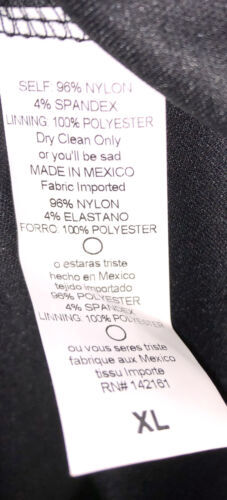 SELF: 96% NYLON
4% SPANDEX
LINNING: 100% POLYESTER
Dry Clean Only
or you'll be sad
MADE IN MEXICO
Fabric Imported
96% NYLON
4% ELASTANO
FORRO: 100% POLYESTER
o estaras triste
hecho en Mexico
tejido importado
96% POLYESTER
4% SPANDEX
LINNING: 100% POLYESTER
ou vous seres triste
fabrique aux Mexico
tissu Importe
RN# 142161
XL